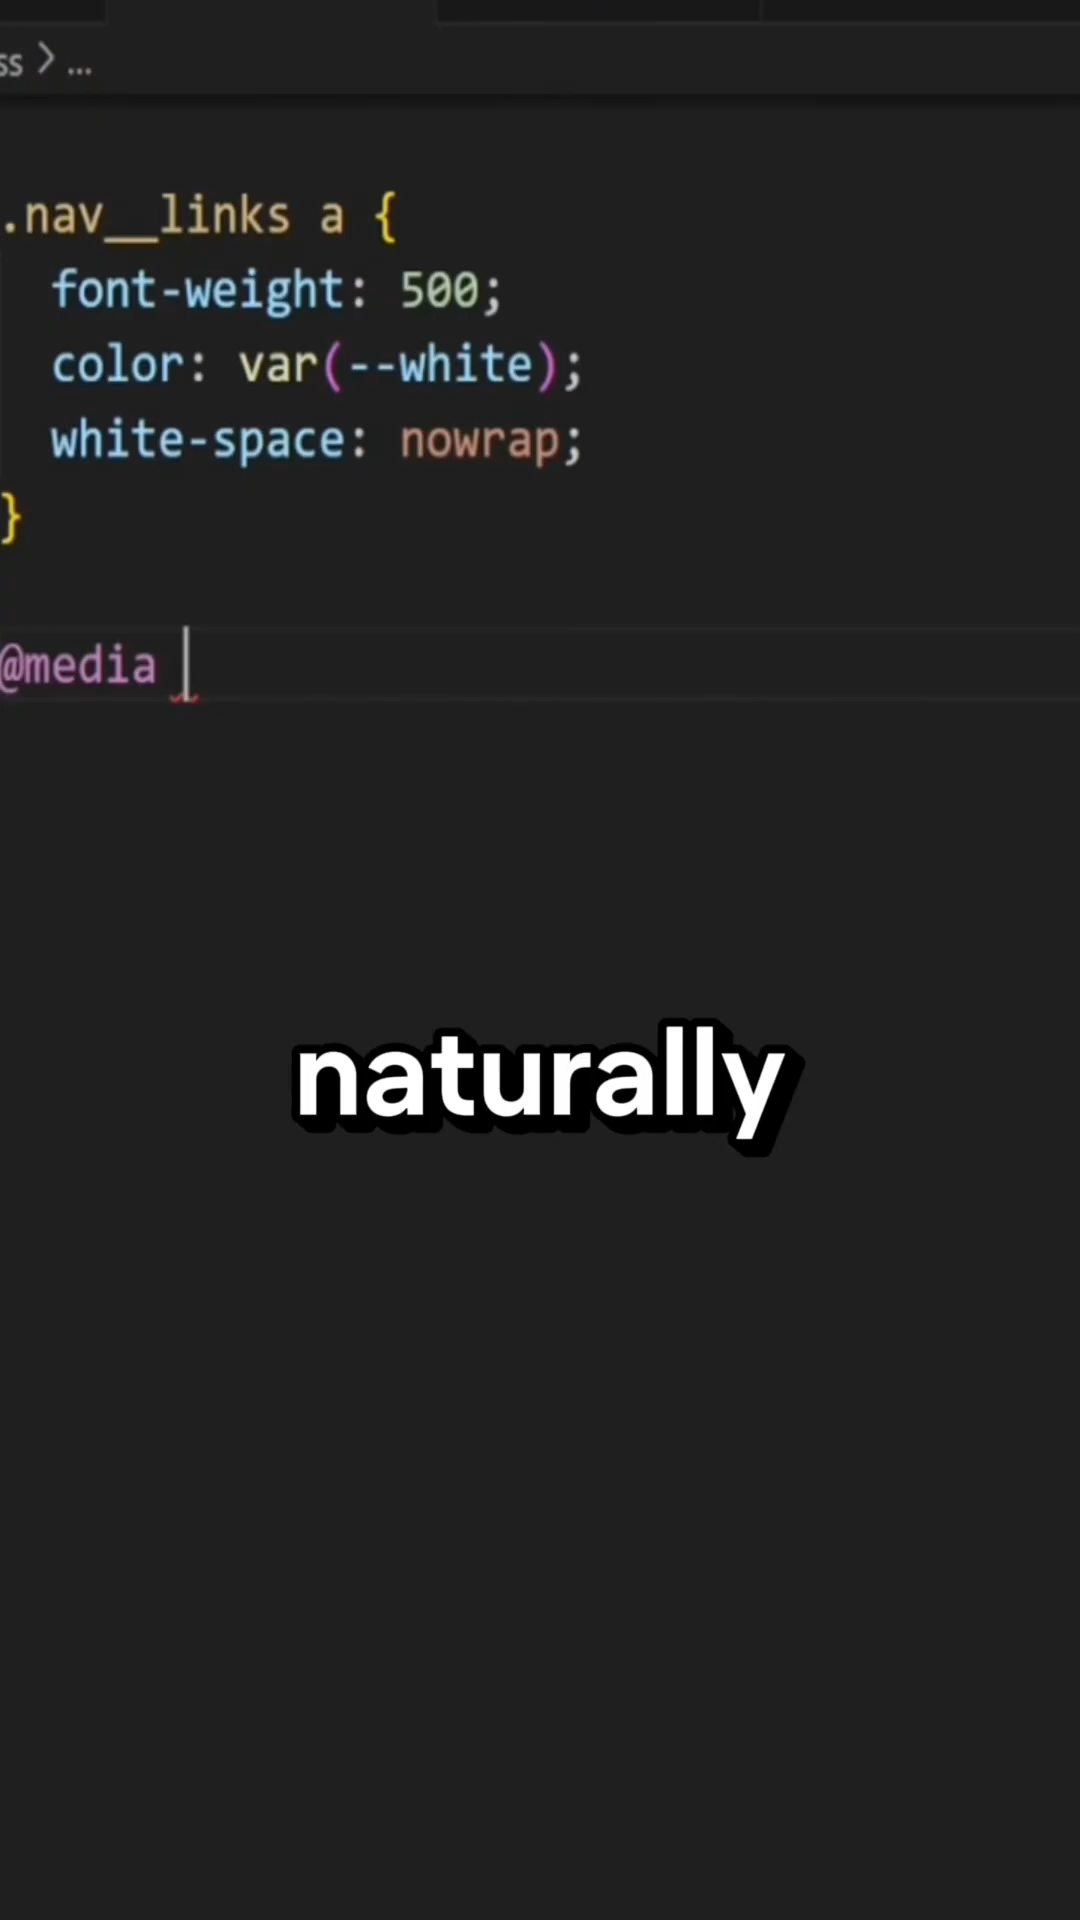 ss > ...
.nav__links a {
font-weight: 500;
color: var(--white);
white-space: nowrap;
}
@media
naturally